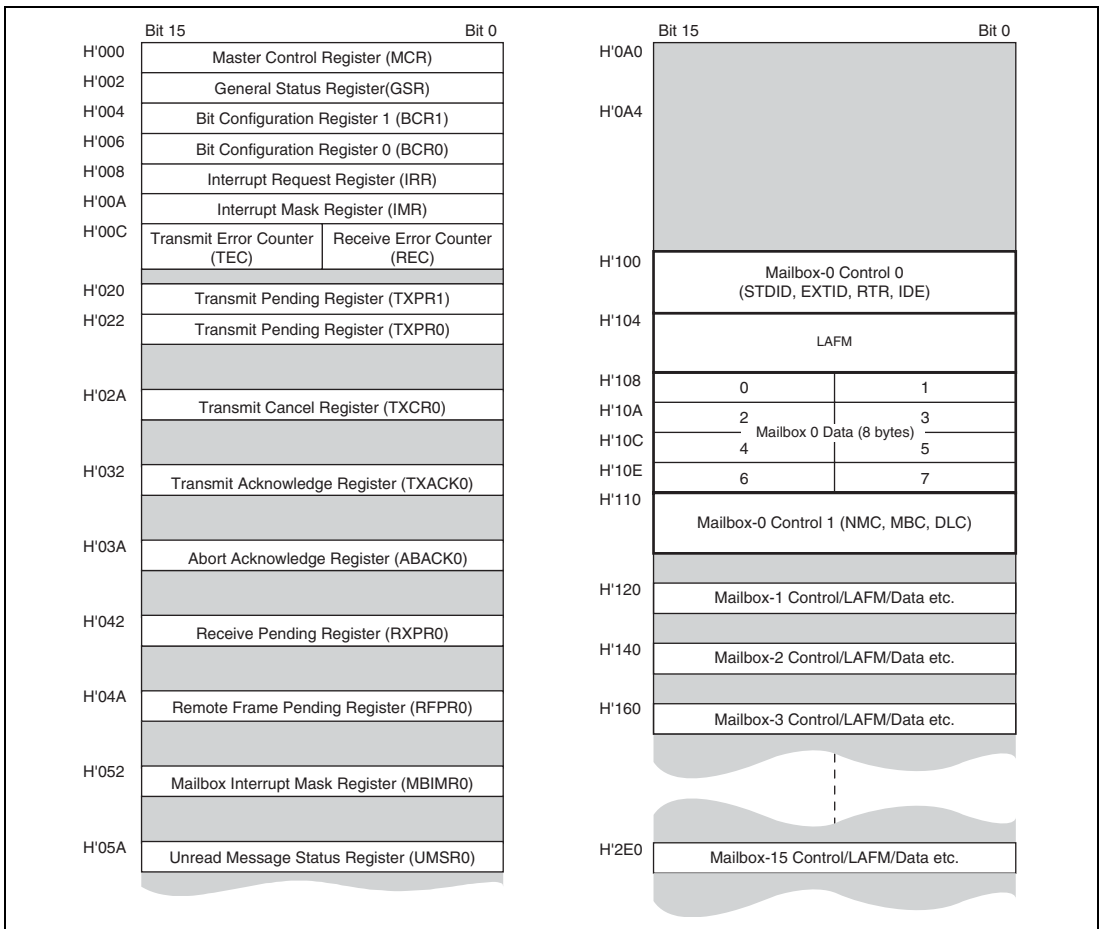 Bit 15 Bit 0
H'000 Master Control Register (MCR)
H'002 General Status Register(GSR)
H'004 Bit Configuration Register 1 (BCR1)
H'006 Bit Configuration Register 0 (BCR0)
H'008 Interrupt Request Register (IRR)
H'00A Interrupt Mask Register (IMR)
H'00C
Transmit Error Counter
(TEC)
Receive Error Counter
(REC)
H'020 Transmit Pending Register (TXPR1)
H'022 Transmit Pending Register (TXPR0)
H'02A Transmit Cancel Register (TXCR0)
H'032 Transmit Acknowledge Register (TXACK0)
H'03A Abort Acknowledge Register (ABACK0)
H'042 Receive Pending Register (RXPR0)
H'04A Remote Frame Pending Register (RFPR0)
H'052 Mailbox Interrupt Mask Register (MBIMR0)
H'05A Unread Message Status Register (UMSR0)
Bit 15 Bit 0
H'0A0
H'0A4
H'100 Mailbox-0 Control 0
(STDID, EXTID, RTR, IDE)
H'104 LAFM
H'108 0 1
H'10A 2 3
Mailbox 0 Data (8 bytes)
H'10C 4 5
H'10E 6 7
H'110 Mailbox-0 Control 1 (NMC, MBC, DLC)
H'120 Mailbox-1 Control/LAFM/Data etc.
H'140 Mailbox-2 Control/LAFM/Data etc.
H'160 Mailbox-3 Control/LAFM/Data etc.
H'2E0 Mailbox-15 Control/LAFM/Data etc.